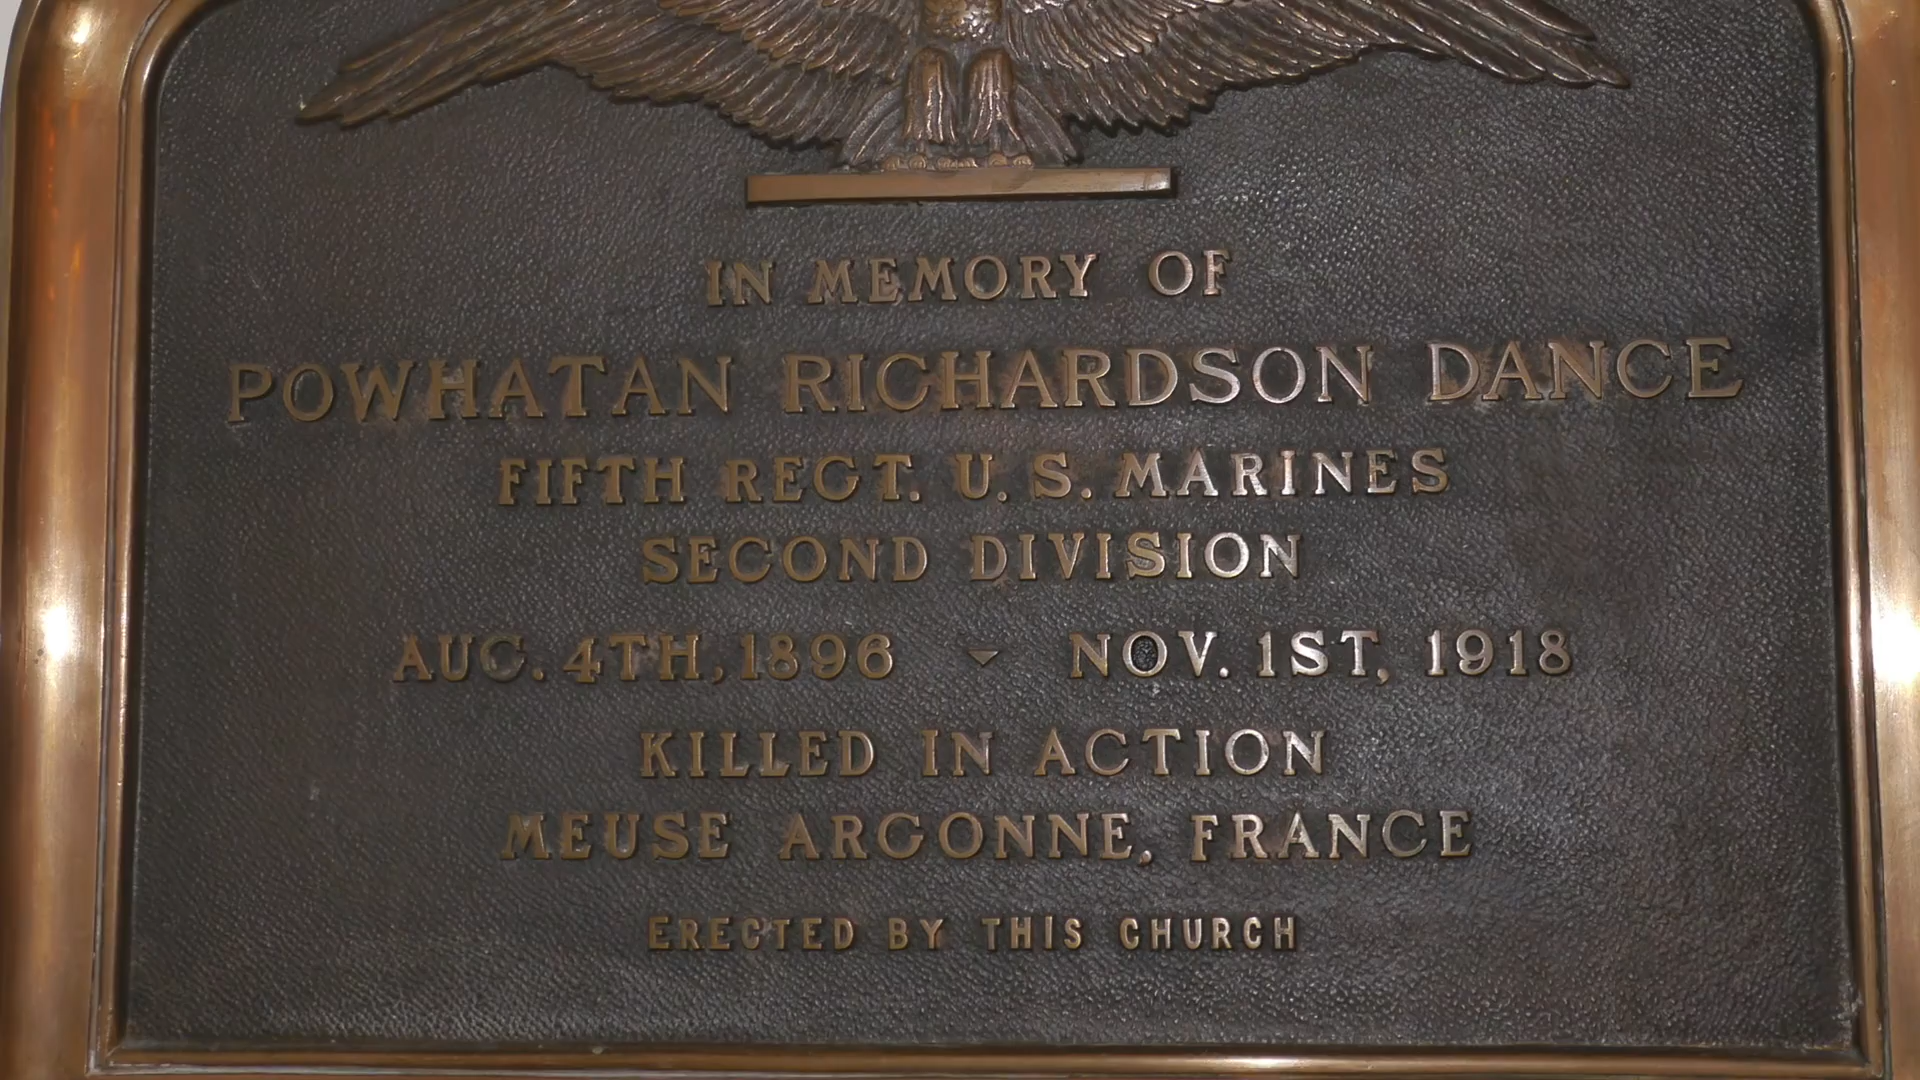 IN MEMORY OF
POWHATAN RICHARDSON DANCE
FIFTH REGT. U. S. MARINES
SECOND DIVISION
AUG. 4TH, 1896 - NOV. 1ST, 1918
KILLED IN ACTION
MEUSE ARGONNE, FRANCE
ERECTED BY THIS CHURCH